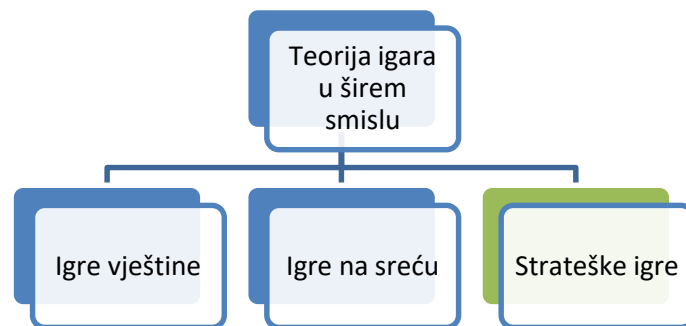 Teorija igara
u širem
smislu
Igre vještine
Igre na sreću
Strateške igre